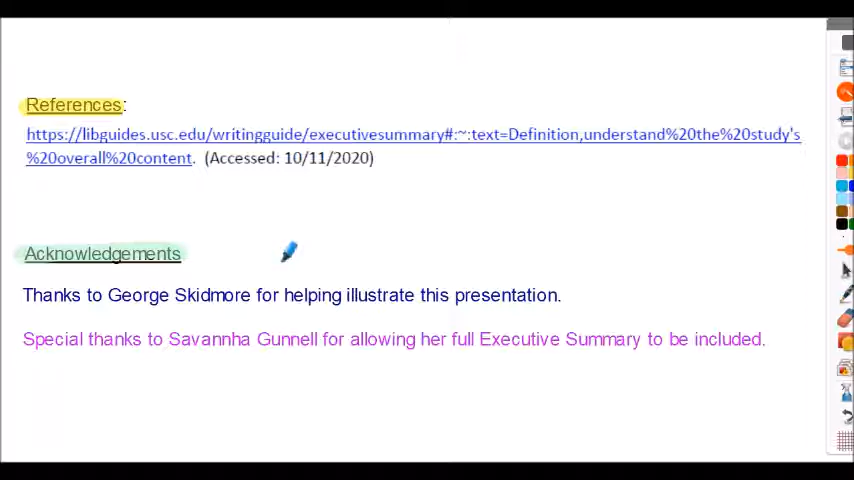 References:
https://libguides.usc.edu/writingguide/executivesummary#:~:text=Definition,understand%20the%20study's
%20overall%20content. (Accessed: 10/11/2020)
Acknowledgements
Thanks to George Skidmore for helping illustrate this presentation.
Special thanks to Savannha Gunnell for allowing her full Executive Summary to be included.